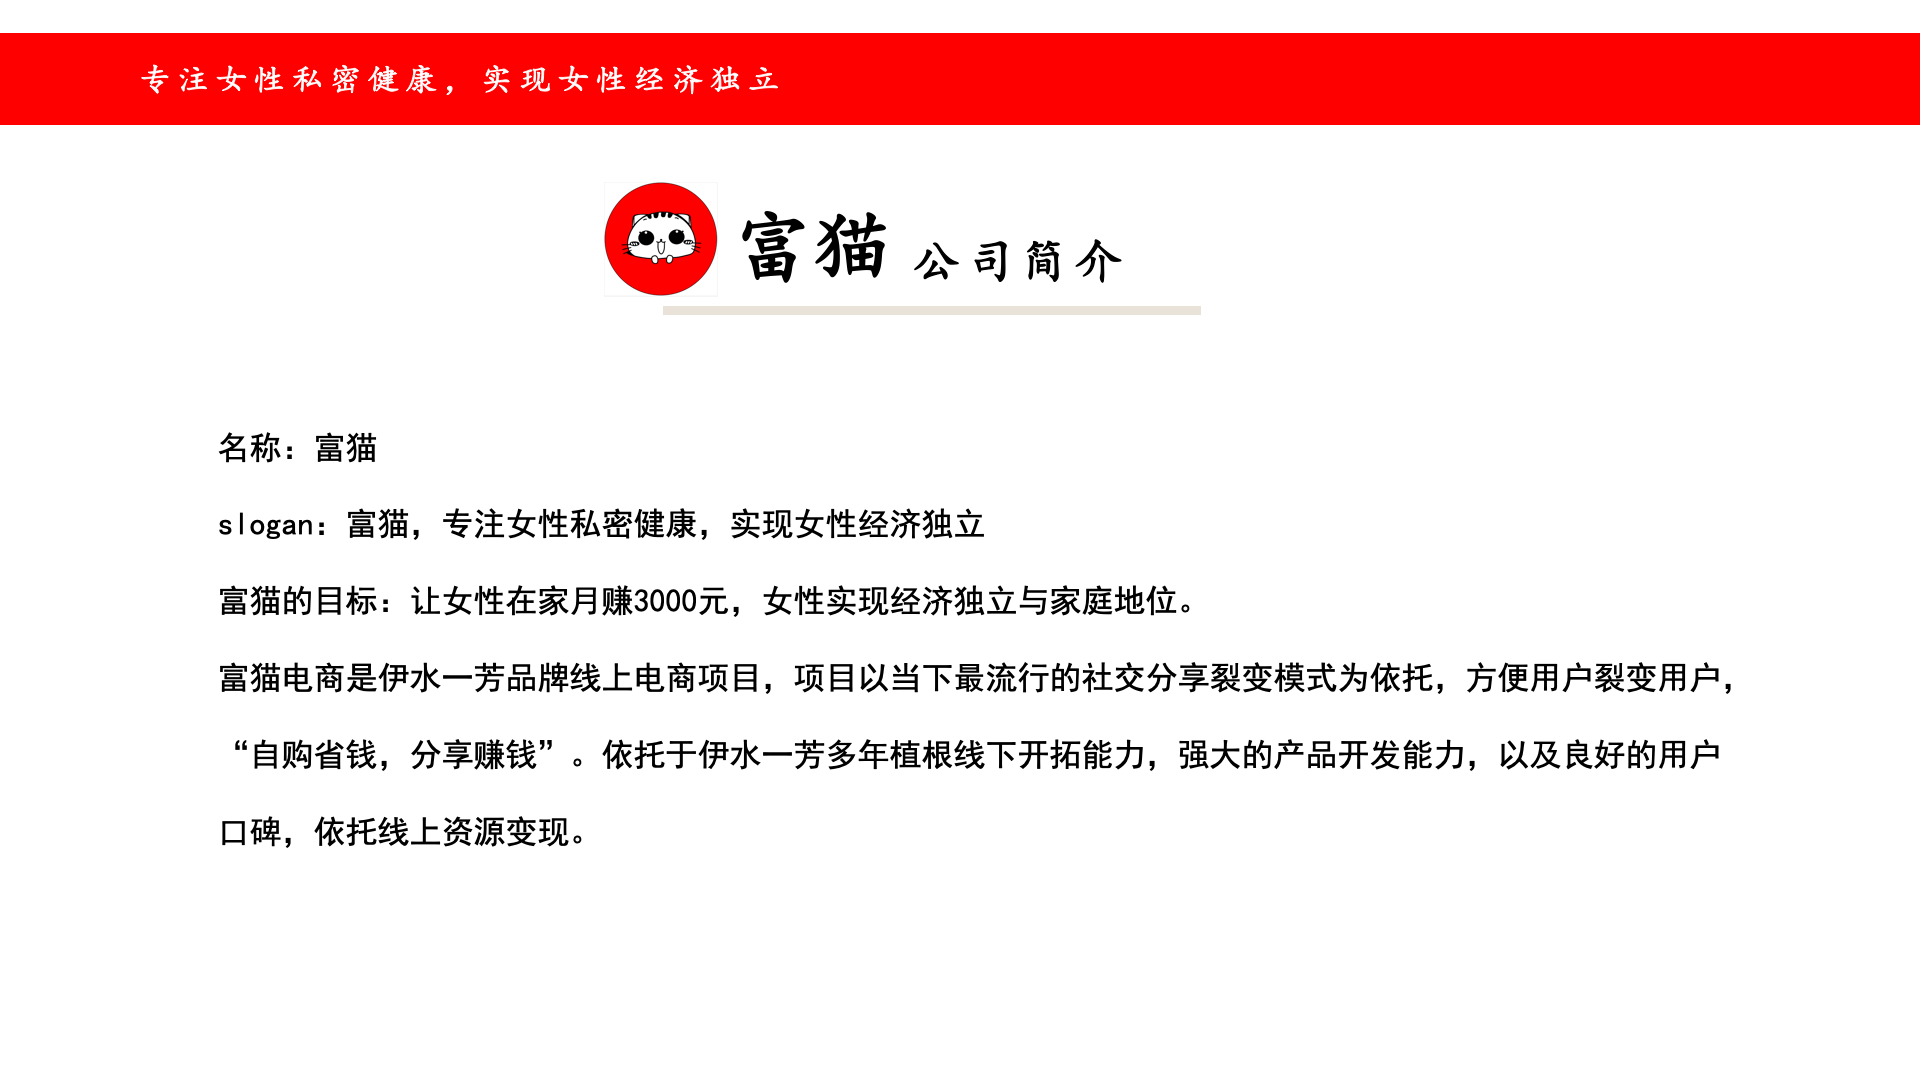 专注女性私密健康，实现女性经济独立
富猫 公司简介
名称：富猫
slogan：富猫，专注女性私密健康，实现女性经济独立
富猫的目标：让女性在家月赚3000元，女性实现经济独立与家庭地位。
富猫电商是伊水一芳品牌线上电商项目，项目以当下最流行的社交分享裂变模式为依托，方便用户裂变用户，
“自购省钱，分享赚钱”。依托于伊水一芳多年植根线下开拓能力，强大的产品开发能力，以及良好的用户
口碑，依托线上资源变现。